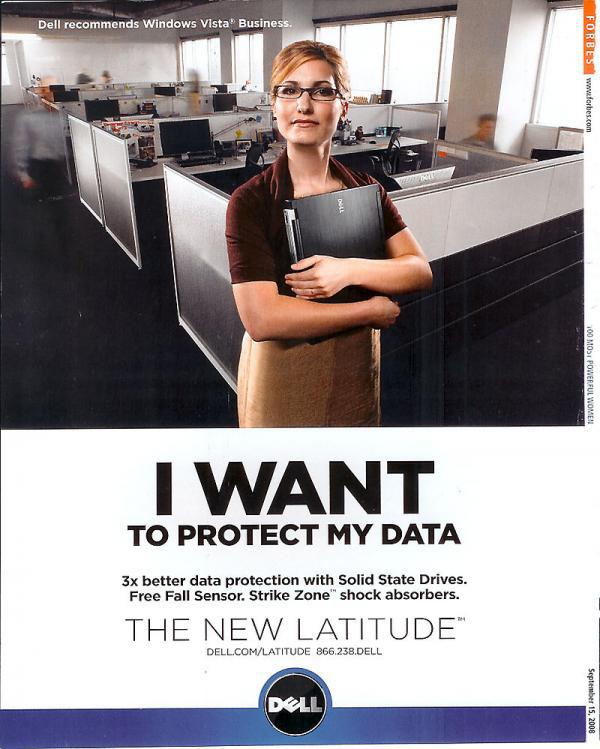 Dell recommends Windows Vista® Business.
FORBES
www.forbes.com
DELL
DELL
100 MOST POWERFUL WOMEN
I WANT
TO PROTECT MY DATA
3x better data protection with Solid State Drives.
Free Fall Sensor. Strike Zone™ shock absorbers.
THE NEW LATITUDE™
DELL.COM/LATITUDE 866.238.DELL
DELL
September 15, 2008